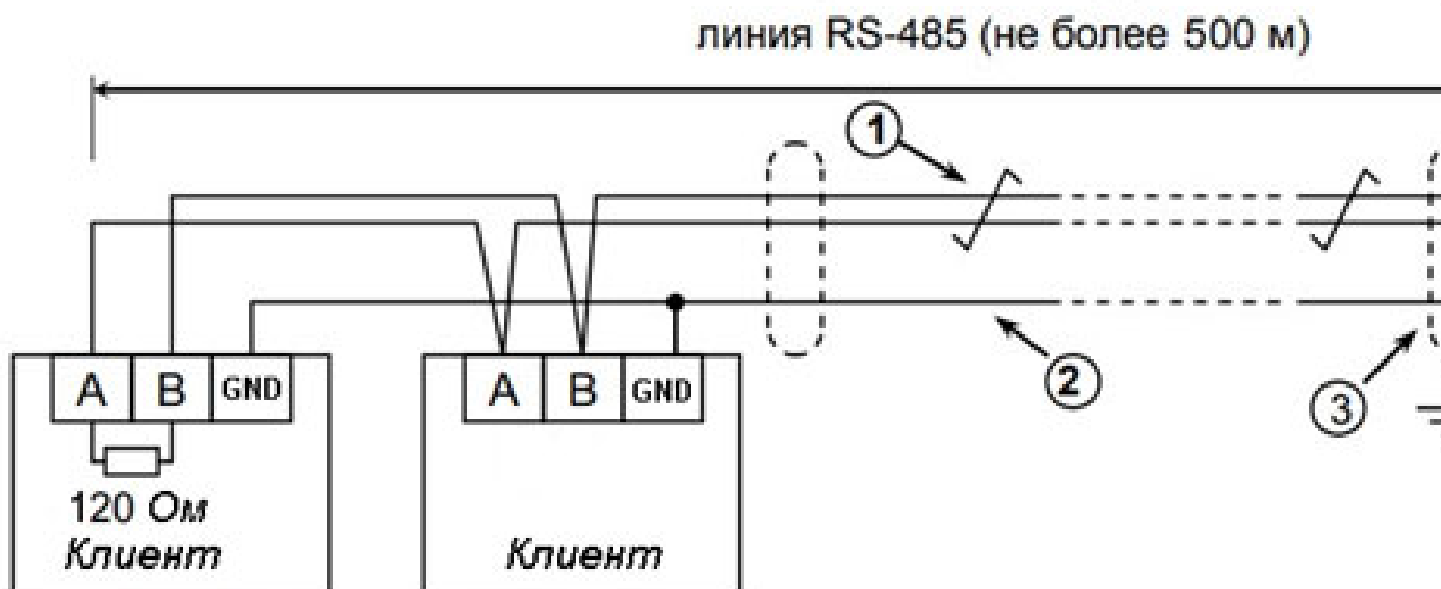 линия RS-485 (не более 500 м)
1
2
3
A B GND
A B GND
120 Ом
Клиент
Клиент